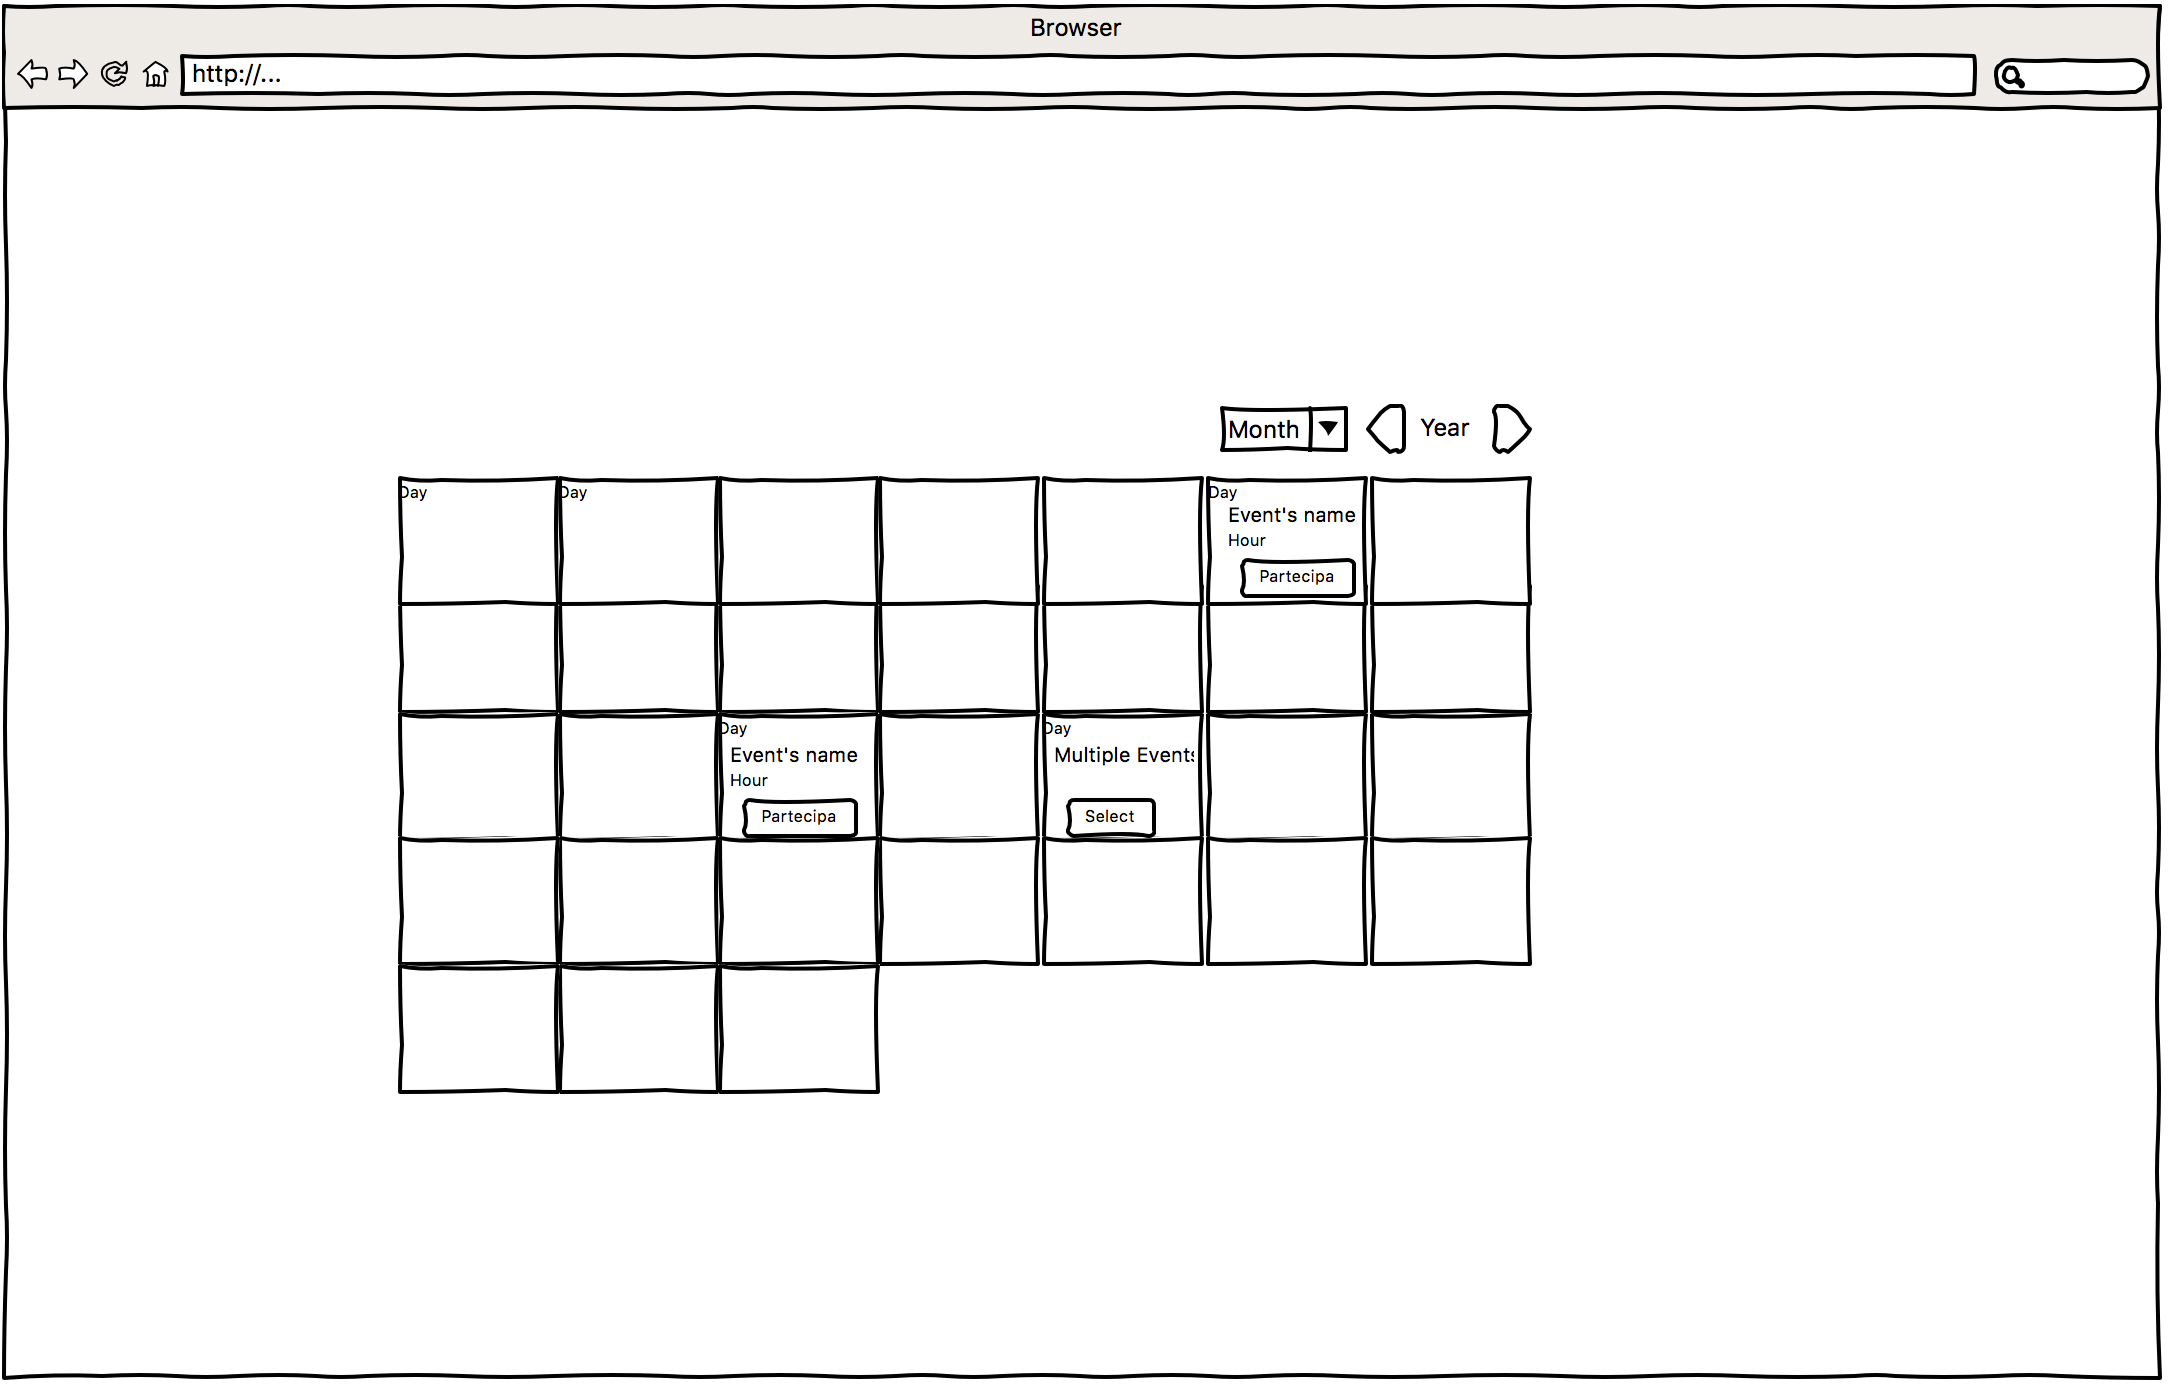 Browser
http://...
Month
Year
Day
Day
Day
Event's name
Hour
Partecipa
Day
Event's name
Hour
Partecipa
Day
Multiple Events
Select